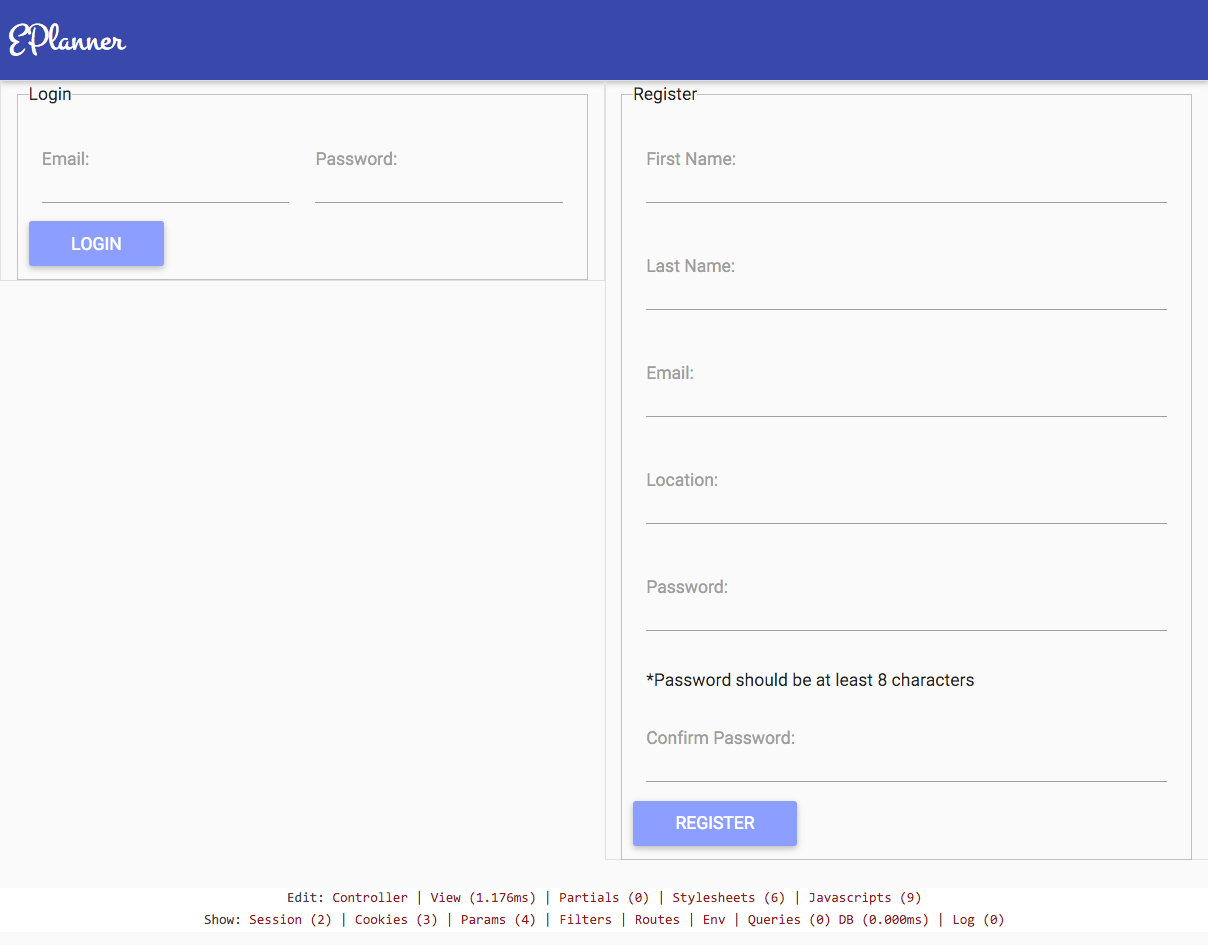 EPlanner
Login
Email: Password:
LOGIN
Register
First Name:
Last Name:
Email:
Location:
Password:
*Password should be at least 8 characters
Confirm Password:
REGISTER
Edit: Controller | View (1.176ms) | Partials (0) | Stylesheets (6) | Javascripts (9)
Show: Session (2) | Cookies (3) | Params (4) | Filters | Routes | Env | Queries (0) DB (0.000ms) | Log (0)